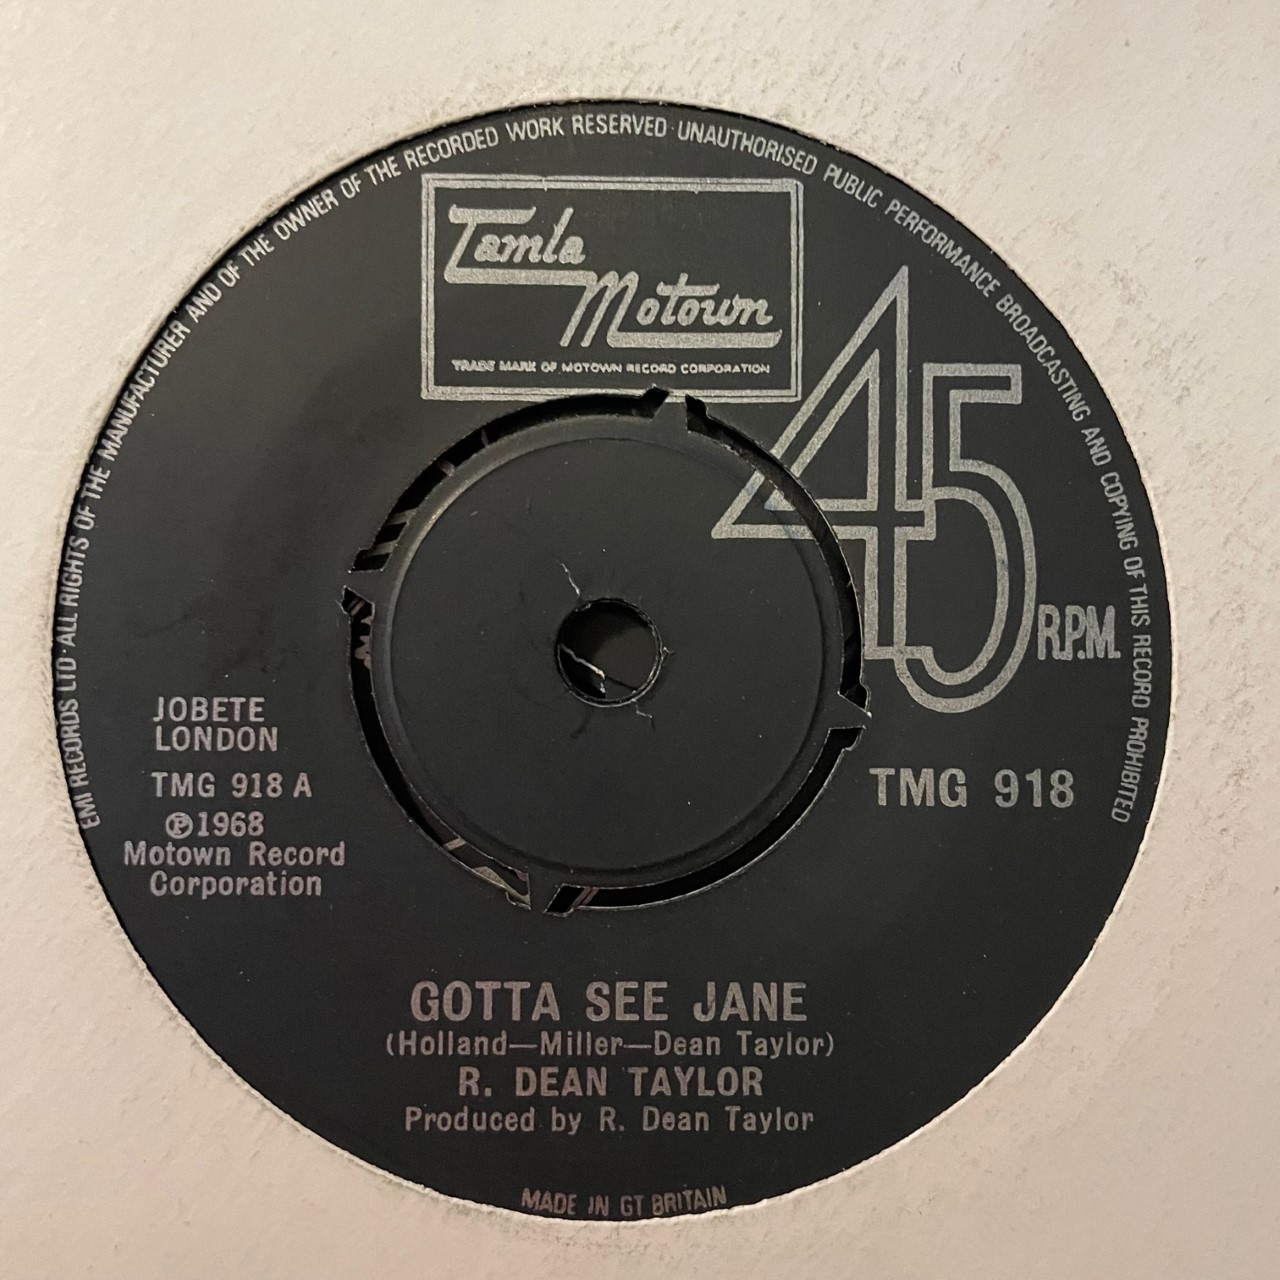 EMI RECORDS LTD · ALL RIGHTS OF THE MANUFACTURER AND OF THE OWNER OF THE RECORDED WORK RESERVED · UNAUTHORISED PUBLIC PERFORMANCE BROADCASTING AND COPYING OF THIS RECORD PROHIBITED
Tamla
Motown
TRADE MARK OF MOTOWN RECORD CORPORATION
45
R.P.M.
JOBETE
LONDON
TMG 918 A
℗1968
Motown Record
Corporation
TMG 918
GOTTA SEE JANE
(Holland—Miller—Dean Taylor)
R. DEAN TAYLOR
Produced by R. Dean Taylor
MADE IN GT BRITAIN